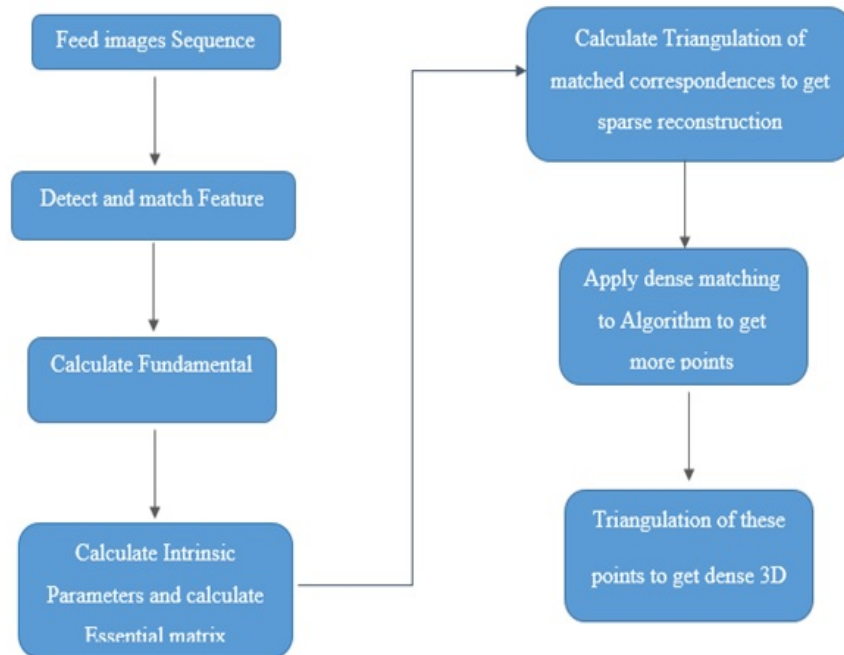 Feed images Sequence
Detect and match Feature
Calculate Fundamental
Calculate Intrinsic
Parameters and calculate
Essential matrix
Calculate Triangulation of
matched correspondences to get
sparse reconstruction
Apply dense matching
to Algorithm to get
more points
Triangulation of these
points to get dense 3D